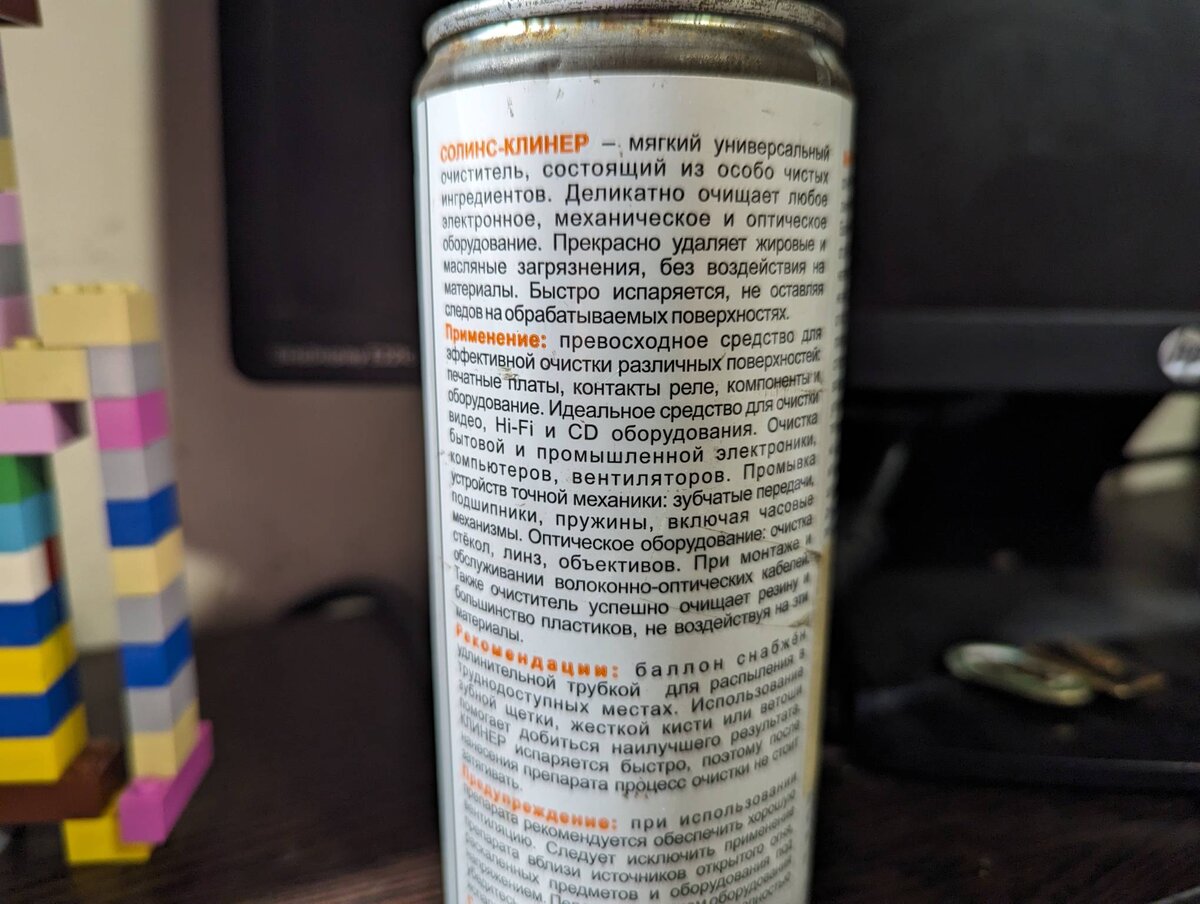 СОЛИНС-КЛИНЕР – мягкий универсальный
очиститель, состоящий из особо чистых
ингредиентов. Деликатно очищает любое
электронное, механическое и оптическое
оборудование. Прекрасно удаляет жировые и
масляные загрязнения, без воздействия на
материалы. Быстро испаряется, не оставляя
следов на обрабатываемых поверхностях.
Применение: превосходное средство для
эффективной очистки различных поверхностей:
печатные платы, контакты реле, компоненты и
оборудование. Идеальное средство для очистки
видео, Hi-Fi и CD оборудования. Очистка
бытовой и промышленной электроники,
компьютеров, вентиляторов. Промывка
устройств точной механики: зубчатые передачи,
подшипники, пружины, включая часовые
механизмы. Оптическое оборудование: очистка
стёкол, линз, объективов. При монтаже и
обслуживании волоконно-оптических кабелей.
Также очиститель успешно очищает резину и
большинство пластиков, не воздействуя на эти
материалы.
Рекомендации: баллон снабжён
удлинительной трубкой для распыления в
труднодоступных местах. Использование
зубной щетки, жесткой кисти или ветоши
помогает добиться наилучшего результата.
КЛИНЕР испаряется быстро, поэтому после
нанесения препарата процесс очистки не стоит
затягивать.
Предупреждение: при использовании
препарата рекомендуется обеспечить хорошую
вентиляцию. Следует исключить применение
препарата вблизи источников открытого огня,
раскаленных предметов и оборудования под
напряжением. оборудования
hp